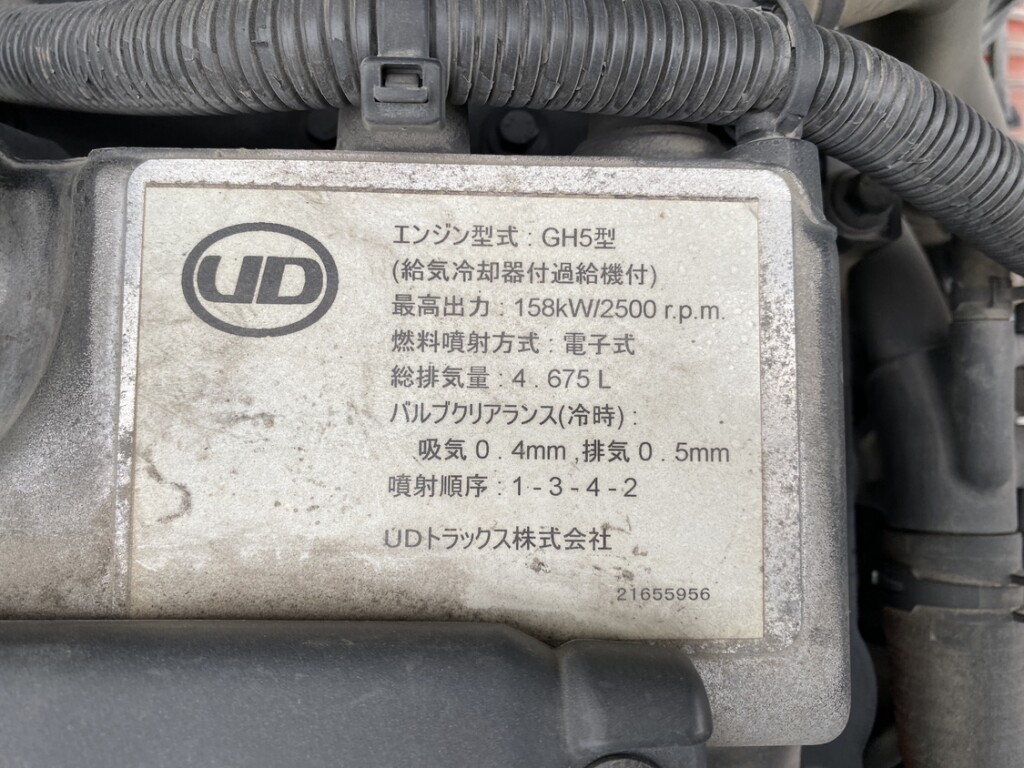 UD
エンジン型式 : GH5型
(給気冷却器付過給機付)
最高出力 : 158kW/2500 r.p.m.
燃料噴射方式 : 電子式
総排気量 : 4 . 675 L
バルブクリアランス(冷時) :
吸気 0 . 4mm ,排気 0 . 5mm
噴射順序 : 1 - 3 - 4 - 2
UDトラックス株式会社
21655956